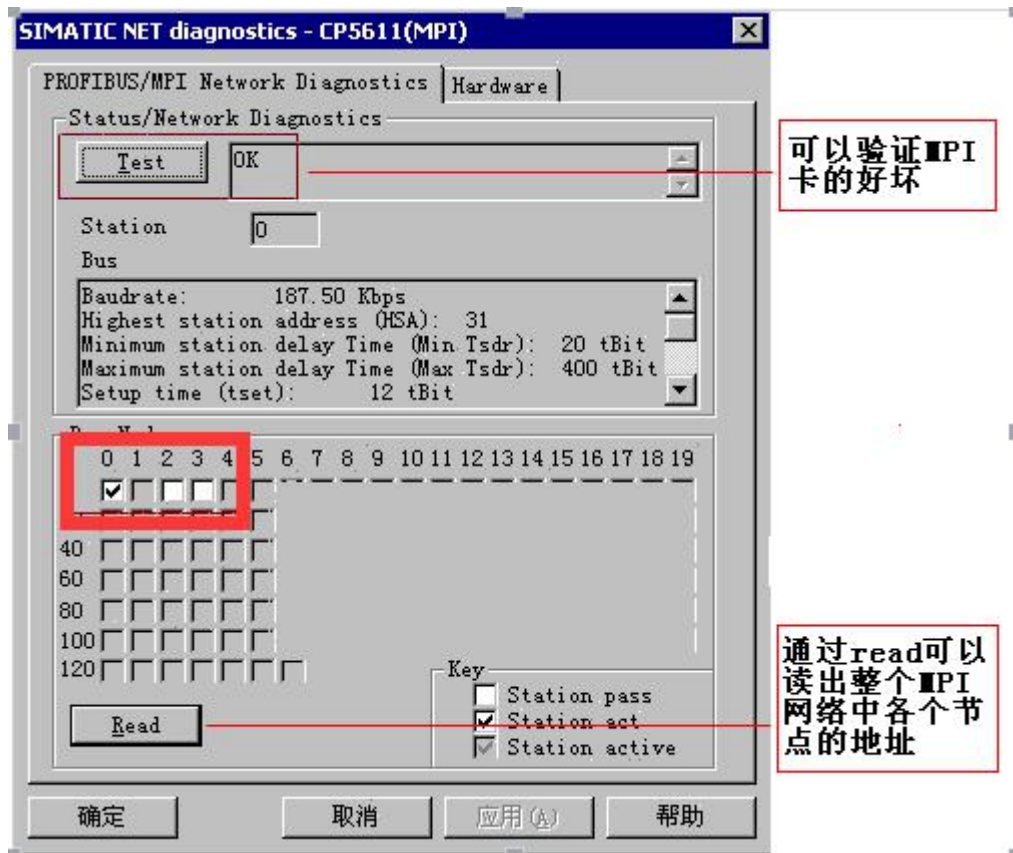 SIMATIC NET diagnostics - CP5611(MPI)
PROFIBUS/MPI Network Diagnostics
Hardware
Status/Network Diagnostics
Test
OK
可以验证MPI
卡的好坏
Station
0
Bus
Baudrate: 187.50 Kbps
Highest station address (HSA): 31
Minimum station delay Time (Min Tsdr): 20 tBit
Maximum station delay Time (Max Tsdr): 400 tBit
Setup time (tset): 12 tBit
0 1 2 3 4 5 6 7 8 9 10 11 12 13 14 15 16 17 18 19
40
60
80
100
120
Key
Station pass
Station act
Station active
Read
通过read可以
读出整个MPI
网络中各个节
点的地址
确定
取消
应用(A)
帮助